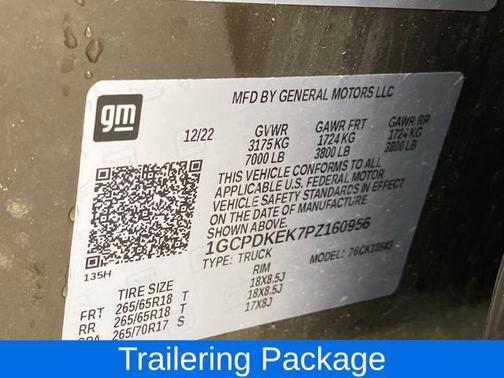 gm
MFD BY GENERAL MOTORS LLC
12/22 GVWR GAWR FRT GAWR RR
3175 KG 1724 KG 1724 KG
7000 LB 3800 LB 3800 LB
THIS VEHICLE CONFORMS TO ALL
APPLICABLE U.S. FEDERAL MOTOR
VEHICLE SAFETY STANDARDS IN EFFECT
ON THE DATE OF MANUFACTURE
SHOWN ABOVE.
1GCPDKEK7PZ160956
TYPE: TRUCK MODEL:
135H
TIRE SIZE RIM
FRT 265/65R18 T 18X8.5J
RR 265/65R18 T 18X8.5J
SPA 265/70R17 S 17X8J
Trailering Package